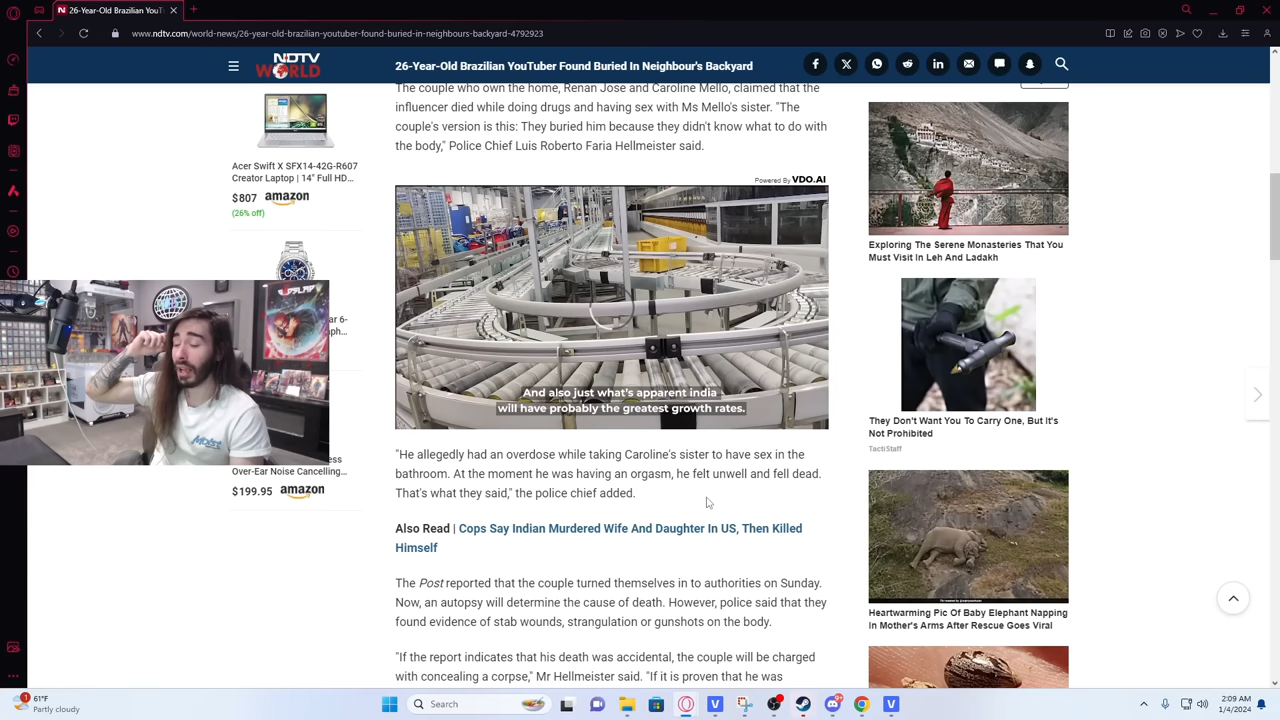 26-Year-Old Brazilian YouT
www.ndtv.com/world-news/26-year-old-brazilian-youtuber-found-buried-in-neighbours-backyard-4792923
NDTV
WORLD
26-Year-Old Brazilian YouTuber Found Buried In Neighbour's Backyard
The couple who own the home, Renan Jose and Caroline Mello, claimed that the
influencer died while doing drugs and having sex with Ms Mello's sister. "The
couple's version is this: They buried him because they didn't know what to do with
the body," Police Chief Luis Roberto Faria Hellmeister said.
Powered By VDO.AI
And also just what's apparent india
will have probably the greatest growth rates.
"He allegedly had an overdose while taking Caroline's sister to have sex in the
bathroom. At the moment he was having an orgasm, he felt unwell and fell dead.
That's what they said," the police chief added.
Also Read | Cops Say Indian Murdered Wife And Daughter In US, Then Killed
Himself
The Post reported that the couple turned themselves in to authorities on Sunday.
Now, an autopsy will determine the cause of death. However, police said that they
found evidence of stab wounds, strangulation or gunshots on the body.
"If the report indicates that his death was accidental, the couple will be charged
with concealing a corpse," Mr Hellmeister said. "If it is proven that he was
Acer Swift X SFX14-42G-R607
Creator Laptop | 14" Full HD...
$807 amazon
(26% off)
ar 6-
aph...
ess
Over-Ear Noise Cancelling...
$199.95 amazon
Moist
Exploring The Serene Monasteries That You
Must Visit In Leh And Ladakh
They Don't Want You To Carry One, But It's
Not Prohibited
TactiStaff
Heartwarming Pic Of Baby Elephant Napping
In Mother's Arms After Rescue Goes Viral
1
61°F
Partly cloudy
Search
2:09 AM
1/4/2024